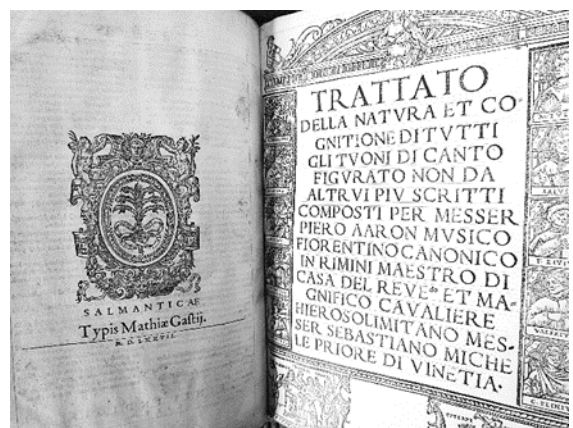 SALMANTICAE
Typis Mathiæ Gastij.
M. D. LXXVII.
TRATTATO
DELLA NATVRA ET CO-
GNITIONE DI TVTTI
GLI TVONI DI CANTO
FIGVRATO NON DA
ALTRVI PIV SCRITTI
COMPOSTI PER MESSER
PIERO AARON MVSICO
FIORENTINO CANONICO
IN RIMINI MAESTRO DI
CASA DEL REVE⁽ᴰᴼ⁾ ET MA-
GNIFICO CAVALIERE
HIEROSOLIMITANO MES-
SER SEBASTIANO MICHE
LE PRIORE DI VINETIA.